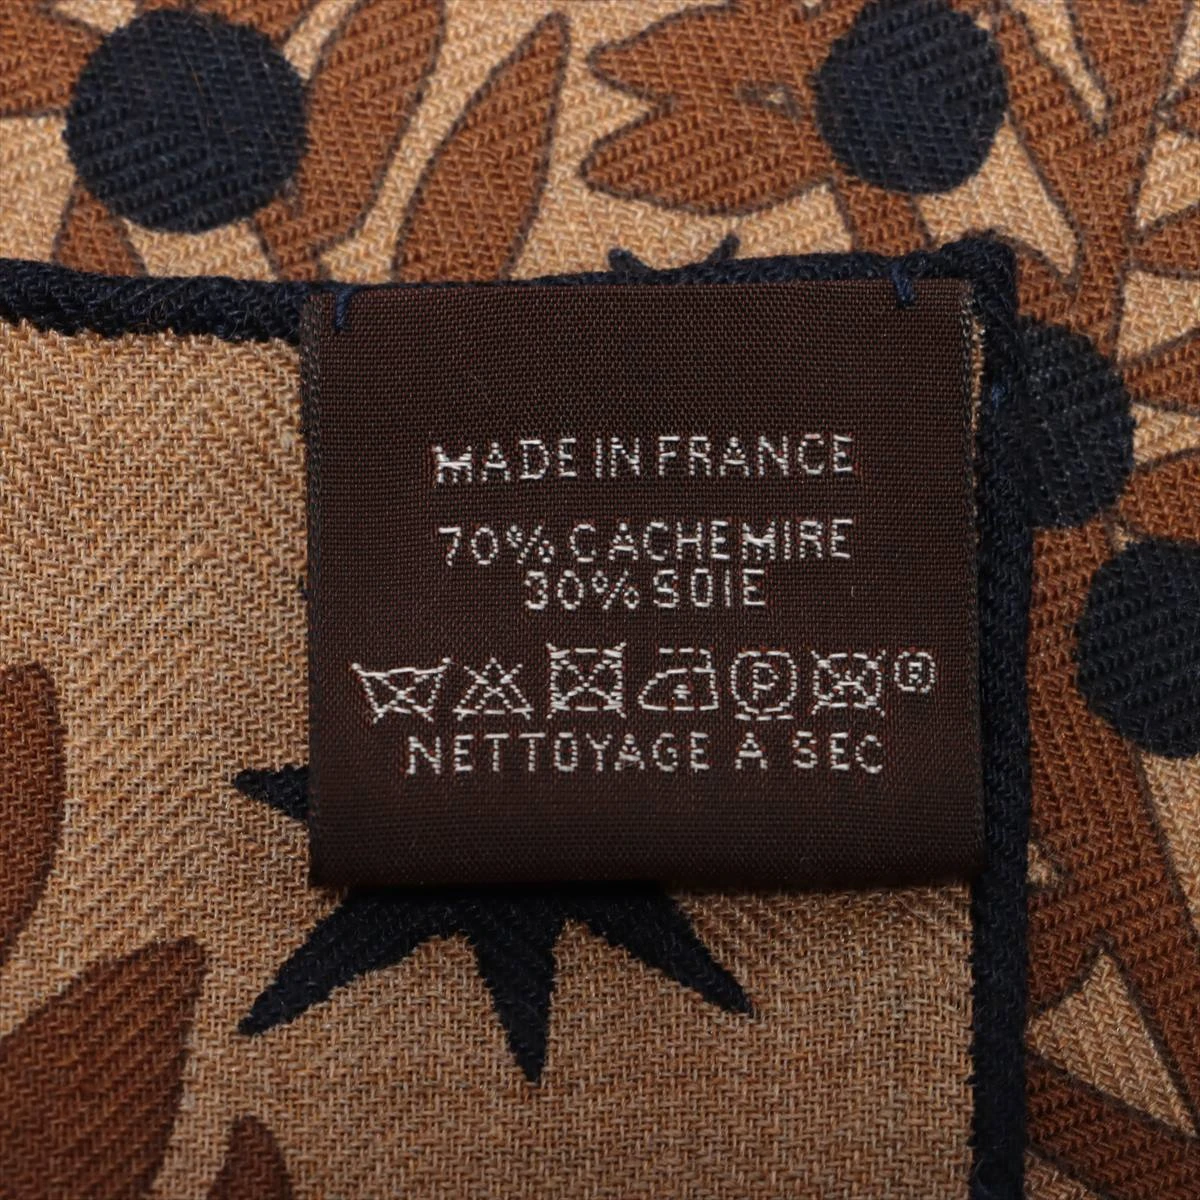 MADE IN FRANCE
70% CACHEMIRE
30% SOIE
P ®
NETTOYAGE A SEC